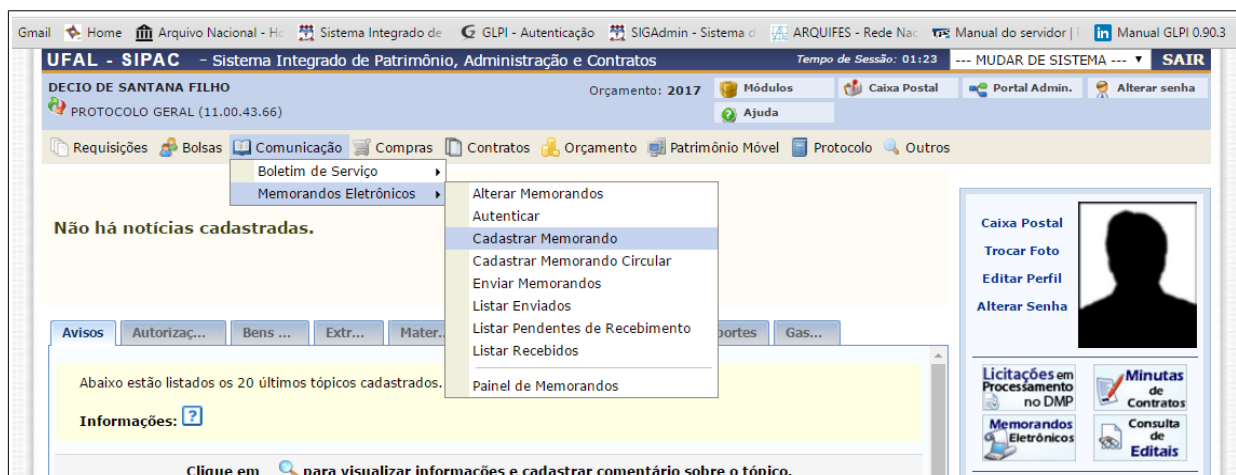 Gmail Home Arquivo Nacional - Ho Sistema Integrado de GLPI - Autenticação SIGAdmin - Sistema d ARQUIFES - Rede Nac Manual do servidor | Manual GLPI 0.90.3
UFAL - SIPAC - Sistema Integrado de Patrimônio, Administração e Contratos Tempo de Sessão: 01:23 --- MUDAR DE SISTEMA --- ▼ SAIR
DECIO DE SANTANA FILHO Orçamento: 2017 Módulos Caixa Postal Portal Admin. Alterar senha
PROTOCOLO GERAL (11.00.43.66) Ajuda
Requisições Bolsas Comunicação Compras Contratos Orçamento Patrimônio Móvel Protocolo Outros
Boletim de Serviço
Memorandos Eletrônicos
Alterar Memorandos
Autenticar
Cadastrar Memorando
Cadastrar Memorando Circular
Enviar Memorandos
Listar Enviados
Listar Pendentes de Recebimento
Listar Recebidos
Painel de Memorandos
Não há notícias cadastradas.
Caixa Postal
Trocar Foto
Editar Perfil
Alterar Senha
Avisos Autorizaç... Bens ... Extr... Mater.. portes Gas...
Abaixo estão listados os 20 últimos tópicos cadastrados.
Informações: ?
Clique em para visualizar informações e cadastrar comentário sobre o tópico.
Licitações em
Processamento
no DMP
Minutas
de
Contratos
Memorandos
Eletrônicos
Consulta
de
Editais